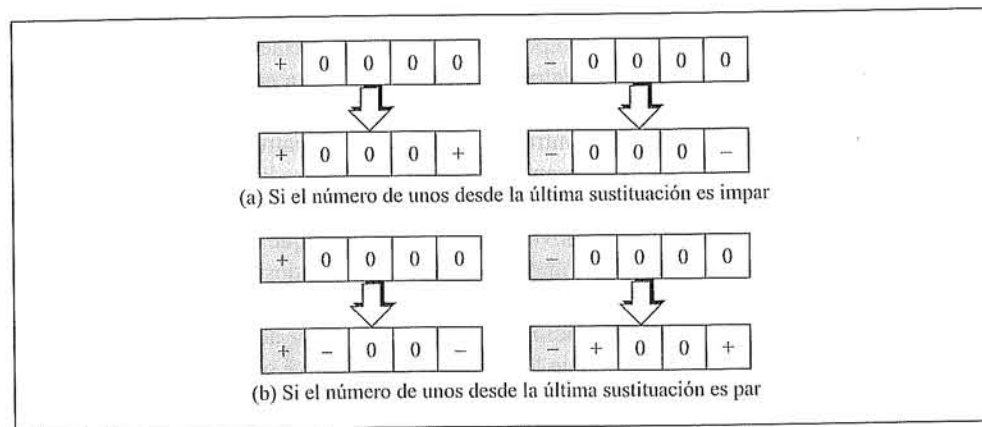 + 0 0 0 0 - 0 0 0 0
+ 0 0 0 + - 0 0 0 -
(a) Si el número de unos desde la última sustituación es impar
+ 0 0 0 0 - 0 0 0 0
+ - 0 0 - - + 0 0 +
(b) Si el número de unos desde la última sustituación es par